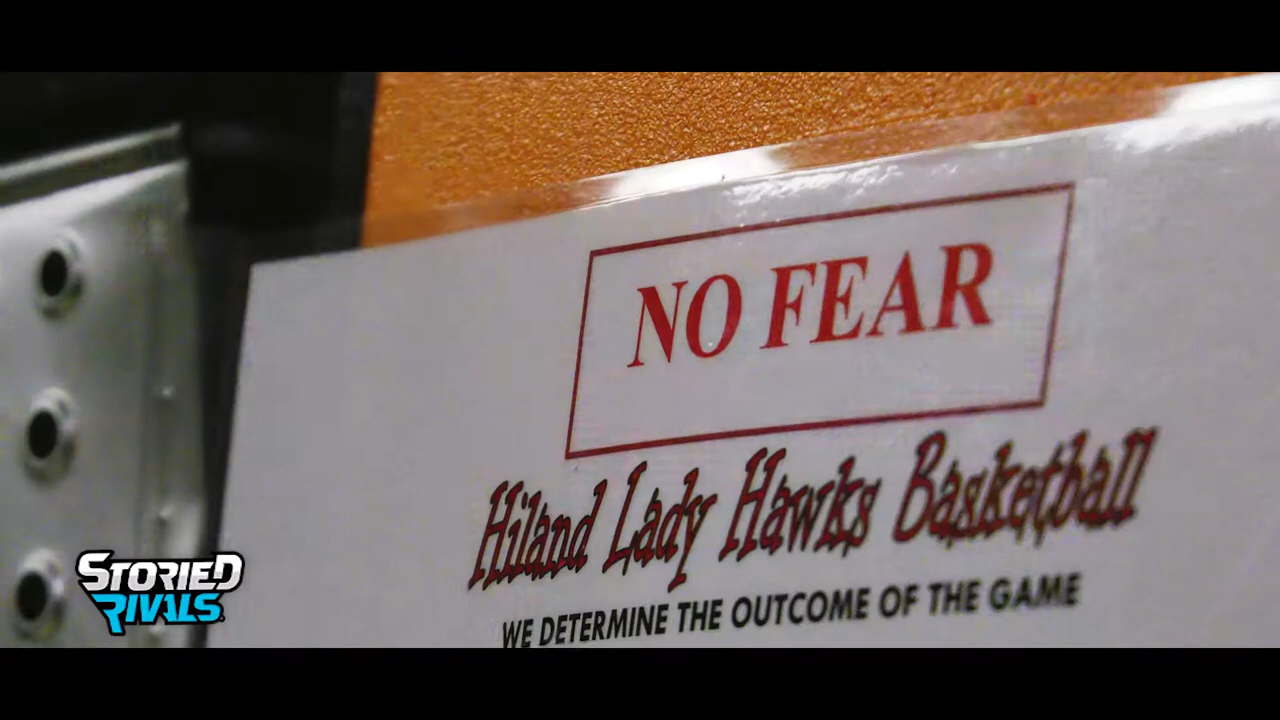 NO FEAR
Hiland Lady Hawks Basketball
WE DETERMINE THE OUTCOME OF THE GAME
STORIED
RIVALS